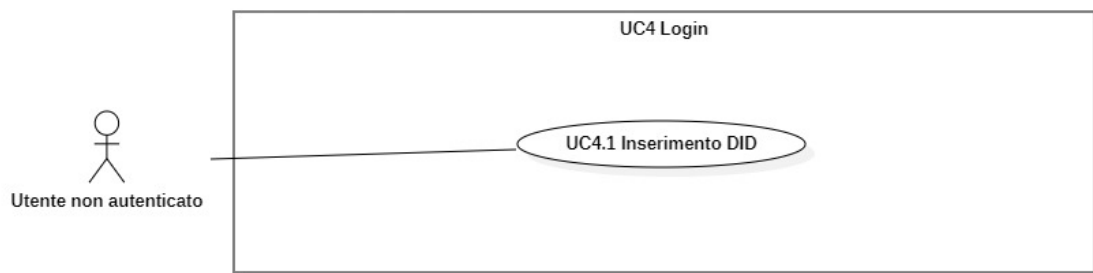 UC4 Login
UC4.1 Inserimento DID
Utente non autenticato